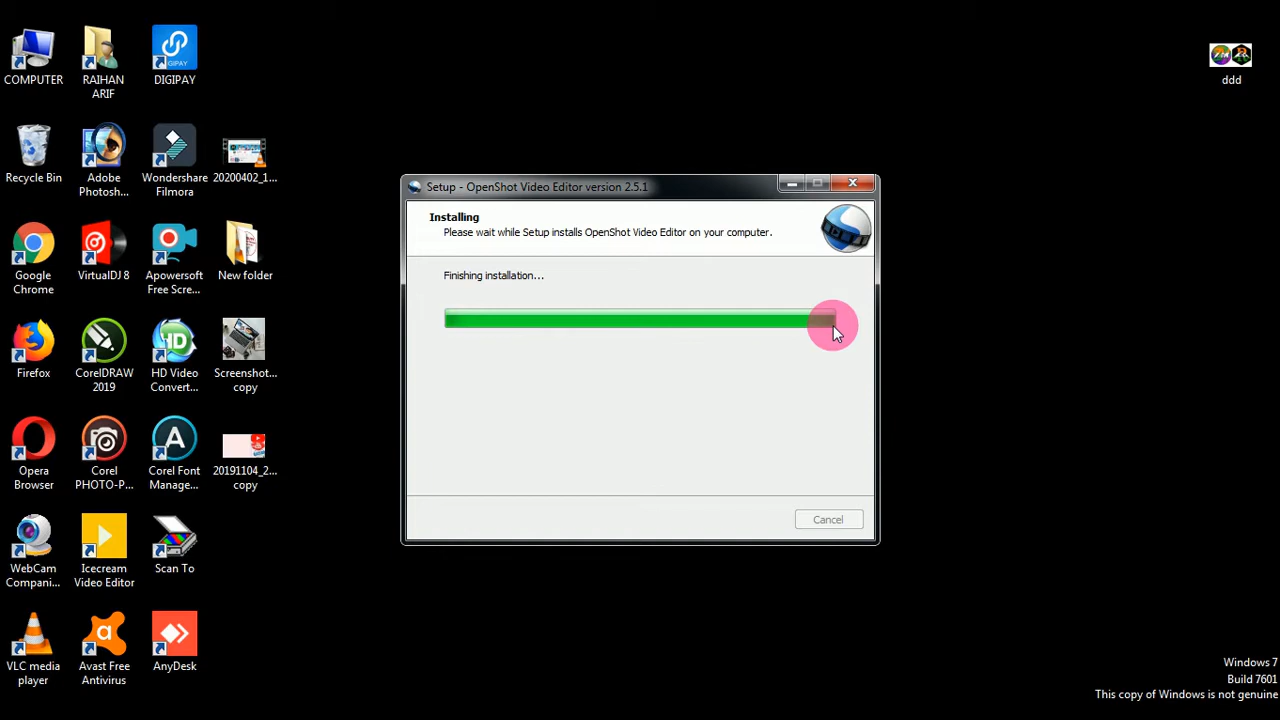 COMPUTER
RAIHAN
ARIF
DIGIPAY
IGIPAY
ddd
Recycle Bin
Adobe
Photosh...
Wondershare
Filmora
20200402_1...
Setup - OpenShot Video Editor version 2.5.1
Installing
Please wait while Setup installs OpenShot Video Editor on your computer.
Finishing installation...
Cancel
Google
Chrome
VirtualDJ 8
Apowersoft
Free Scre...
New folder
Firefox
CorelDRAW
2019
HD
HD Video
Convert...
Screenshot...
copy
Opera
Browser
Corel
PHOTO-P...
A
Corel Font
Manage...
20191104_2...
copy
WebCam
Compani...
Icecream
Video Editor
Scan To
VLC media
player
a
Avast Free
Antivirus
AnyDesk
Windows 7
Build 7601
This copy of Windows is not genuine